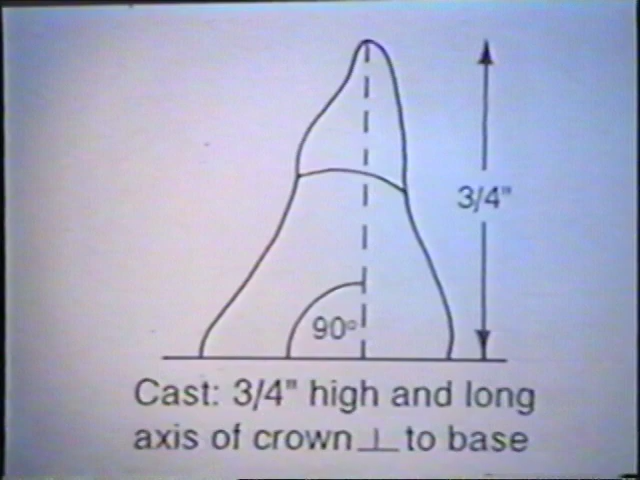 3/4"
90°
Cast: 3/4" high and long
axis of crown ⊥ to base